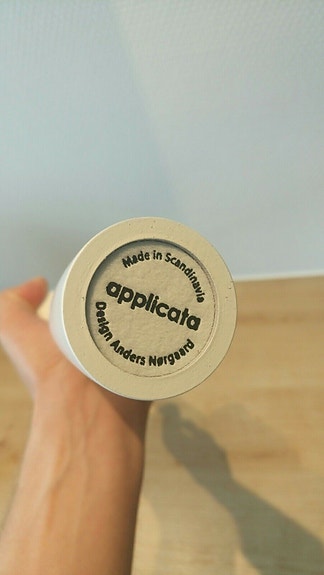 Made in Scandinavia
applicata
Design Anders Nørgaard